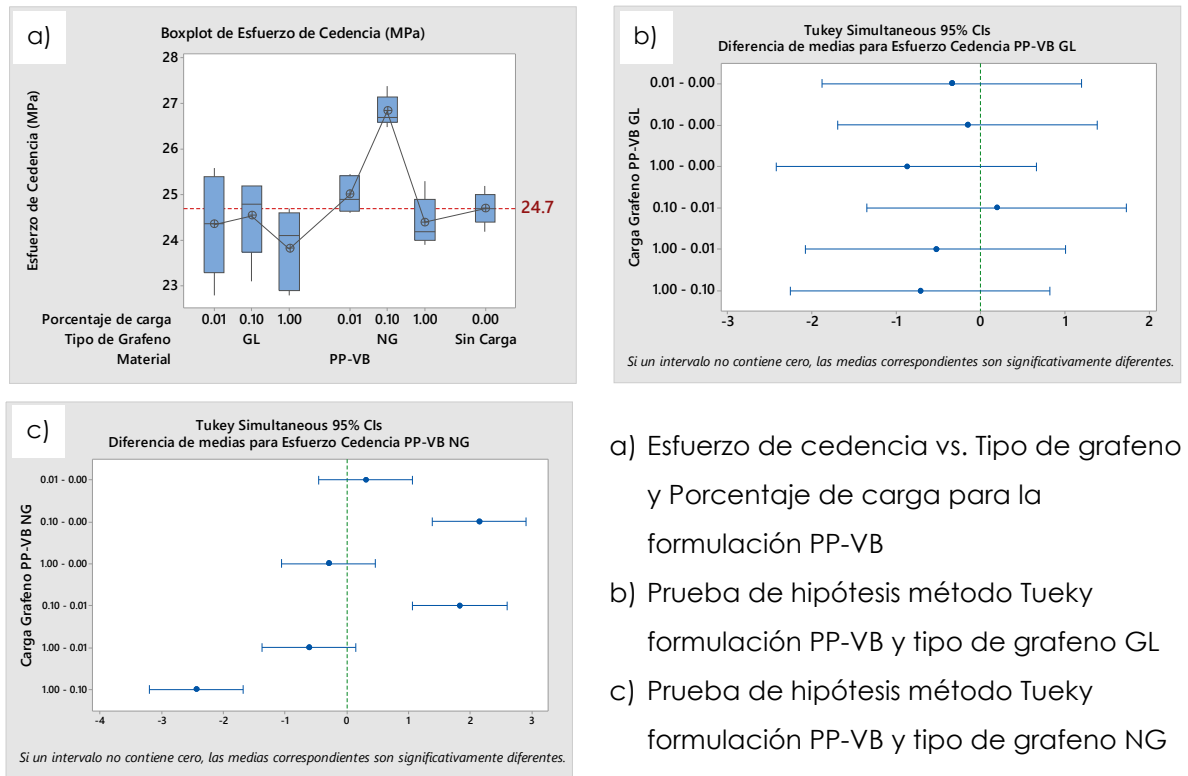 a)
Boxplot de Esfuerzo de Cedencia (MPa)
Esfuerzo de Cedencia (MPa)
28
27
26
25
24
23
24.7
Porcentaje de carga 0.01 0.10 1.00 0.01 0.10 1.00 0.00
Tipo de Grafeno GL NG Sin Carga
Material PP-VB
b)
Tukey Simultaneous 95% CIs
Diferencia de medias para Esfuerzo Cedencia PP-VB GL
Carga Grafeno PP-VB GL
0.01 - 0.00
0.10 - 0.00
1.00 - 0.00
0.10 - 0.01
1.00 - 0.01
1.00 - 0.10
-3 -2 -1 0 1 2
Si un intervalo no contiene cero, las medias correspondientes son significativamente diferentes.
c)
Tukey Simultaneous 95% CIs
Diferencia de medias para Esfuerzo Cedencia PP-VB NG
Carga Grafeno PP-VB NG
0.01 - 0.00
0.10 - 0.00
1.00 - 0.00
0.10 - 0.01
1.00 - 0.01
1.00 - 0.10
-4 -3 -2 -1 0 1 2 3
Si un intervalo no contiene cero, las medias correspondientes son significativamente diferentes.
a) Esfuerzo de cedencia vs. Tipo de grafeno
y Porcentaje de carga para la
formulación PP-VB
b) Prueba de hipótesis método Tueky
formulación PP-VB y tipo de grafeno GL
c) Prueba de hipótesis método Tueky
formulación PP-VB y tipo de grafeno NG